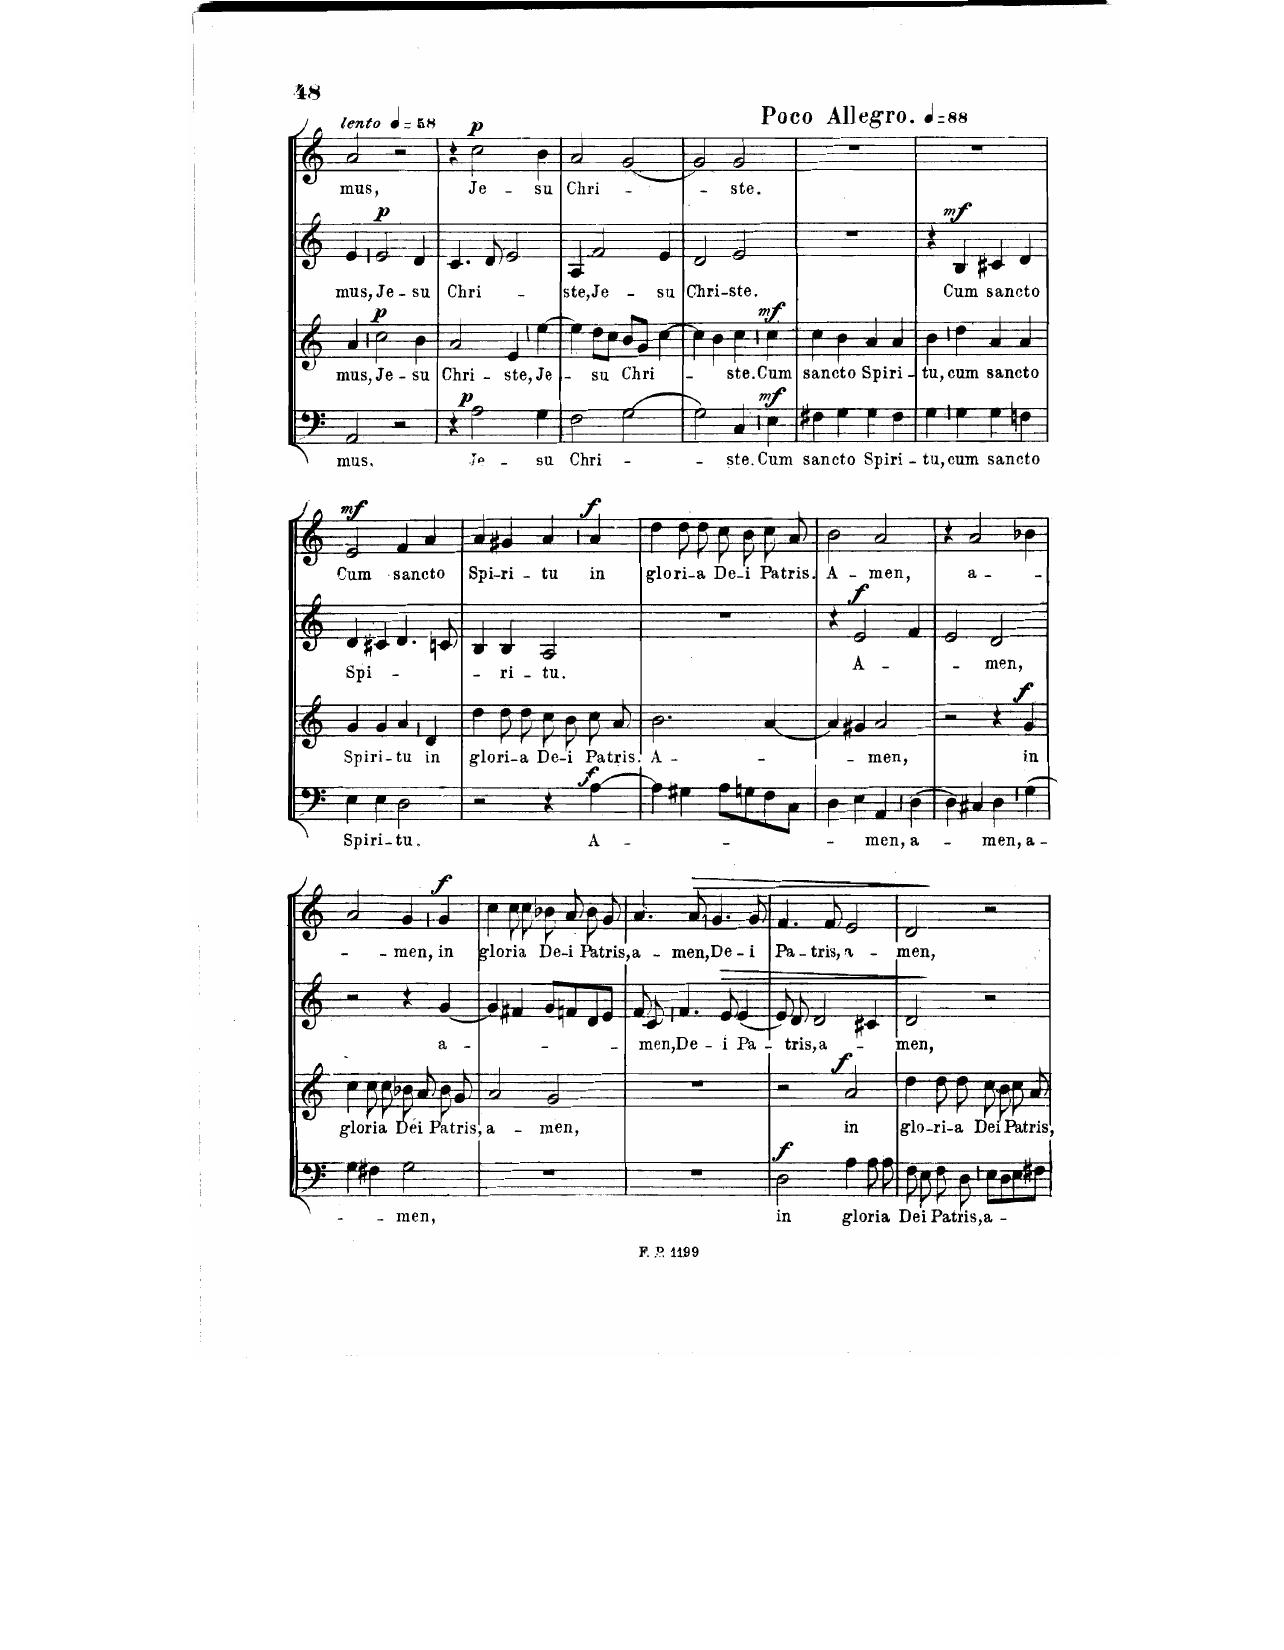 48
lento = 58
p
Poco Allegro. = 88
mus, Je - su Chri - - ste.
p
mf
mus, Je - su Chri - ste, Je - su Chri - ste. Cum sancto
p
mf
mus, Je - su Chri - ste, Je - su Chri - - ste. Cum sancto Spiri - tu, cum sancto
p
mf
mus. Je - su Chri - - ste. Cum sancto Spiri - tu, cum sancto
mf
f
Cum sancto Spi - ri - tu in glori - a De - i Patris. A - men, a -
f
Spi - - ri - tu. A - - men,
f
Spiri - tu in glori - a De - i Patris. A - - - men, in
f
Spiri - tu. A - - - men, a - men, a -
f
- - men, in gloria De - i Patris, a - men, De - i Pa - tris, a - men,
a - - - men, De - i Pa - tris, a - men,
f
gloria Dei Patris, a - men, in glo - ri - a Dei Patris,
f
- - men, in gloria Dei Patris, a -
F. P. 1199